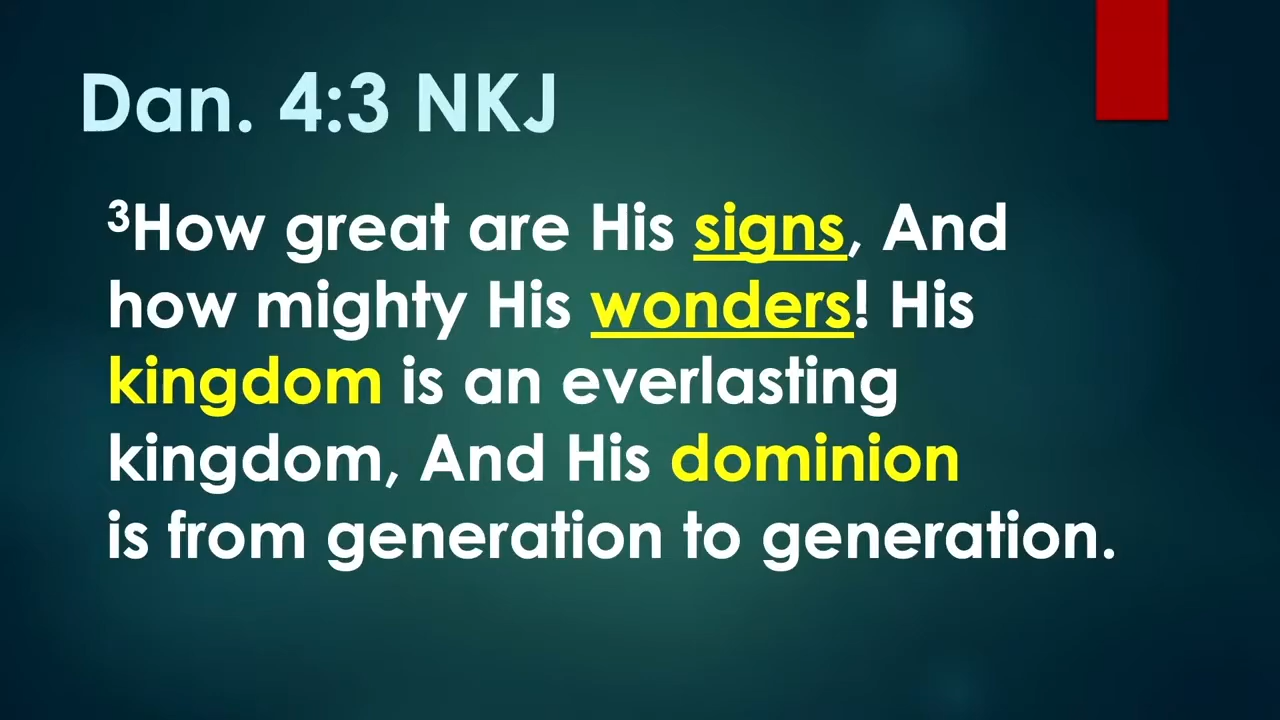 Dan. 4:3 NKJ
³How great are His signs, And
how mighty His wonders! His
kingdom is an everlasting
kingdom, And His dominion
is from generation to generation.